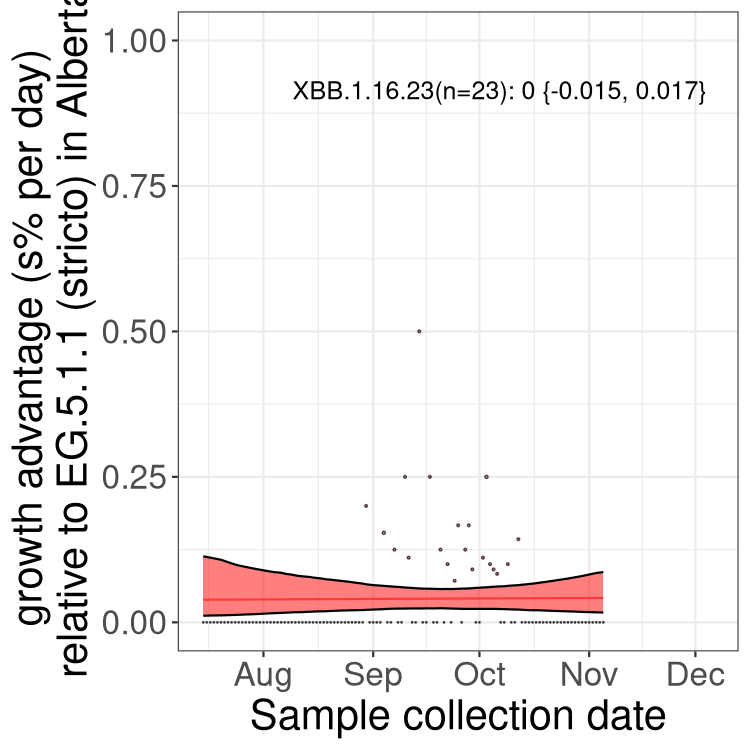 growth advantage (s% per day)
relative to EG.5.1.1 (stricto) in Alberta
1.00
0.75
0.50
0.25
0.00
XBB.1.16.23(n=23): 0 {-0.015, 0.017}
Aug Sep Oct Nov Dec
Sample collection date